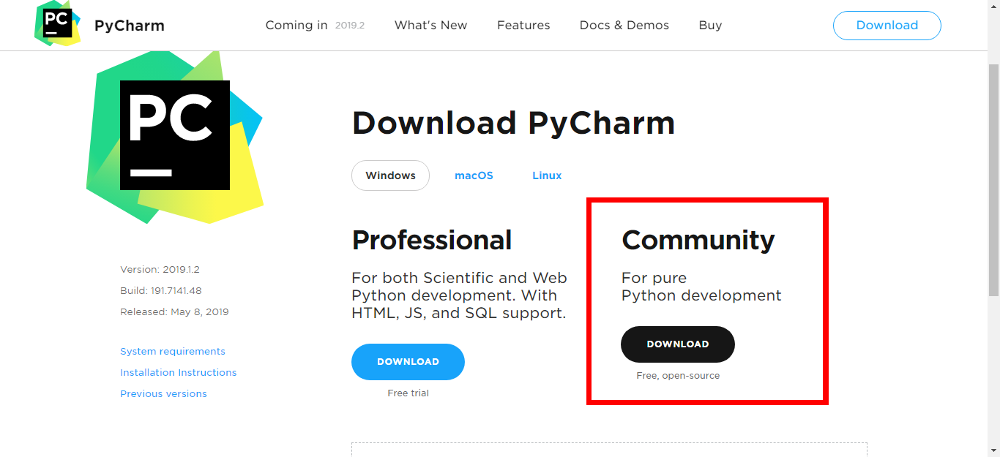 PC
PyCharm
Coming in 2019.2
What's New
Features
Docs & Demos
Buy
Download
PC
Download PyCharm
Windows
macOS
Linux
Version: 2019.1.2
Build: 191.7141.48
Released: May 8, 2019
System requirements
Installation Instructions
Previous versions
Professional
For both Scientific and Web
Python development. With
HTML, JS, and SQL support.
DOWNLOAD
Free trial
Community
For pure
Python development
DOWNLOAD
Free, open-source